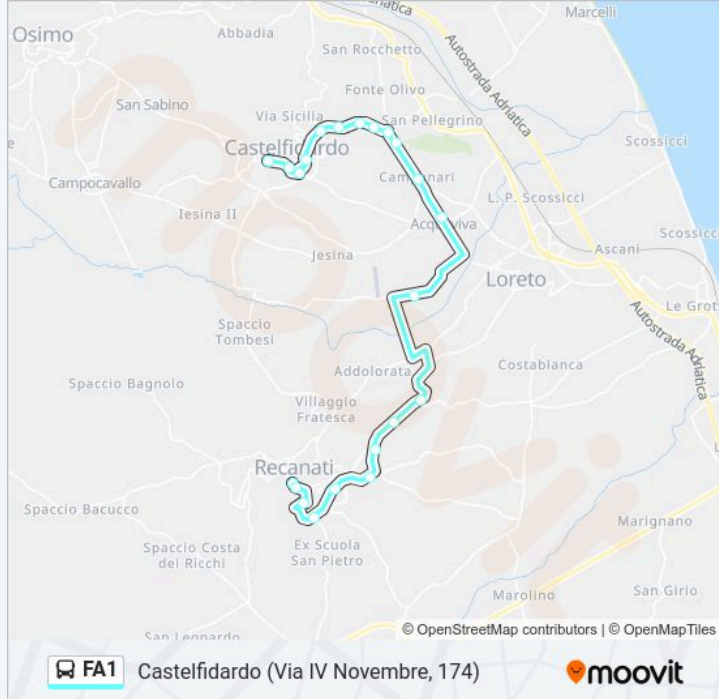 Marcelli
Adriatica
Osimo
Abbadia
San Rocchetto
Autostrada Adriatica
Fonte Olivo
San Sabino
Via Sicilia
San Pellegrino
Scossicci
Castelfidardo
Campocavallo
L. P. Scossicci
Iesina II
Acquaviva
Scossicci
Jesina
Ascani
Loreto
Le Grot
Spaccio
Tombesi
Autostrada Adriatica
Addolorata
Costabianca
Spaccio Bagnolo
Villaggio
Fratesca
Recanati
Spaccio Bacucco
Marignano
Ex Scuola
San Pietro
Spaccio Costa
dei Ricchi
San Girio
Marolino
San Leonardo
© OpenStreetMap contributors | © OpenMapTiles
FA1 Castelfidardo (Via IV Novembre, 174)
moovit